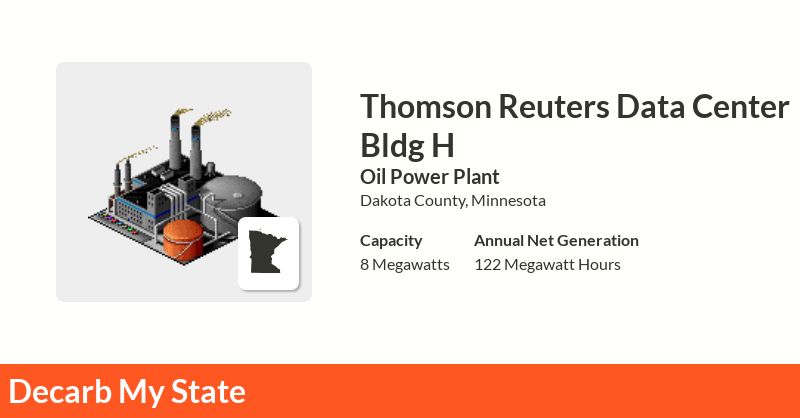 Thomson Reuters Data Center
Bldg H
Oil Power Plant
Dakota County, Minnesota
Capacity
8 Megawatts
Annual Net Generation
122 Megawatt Hours
Decarb My State